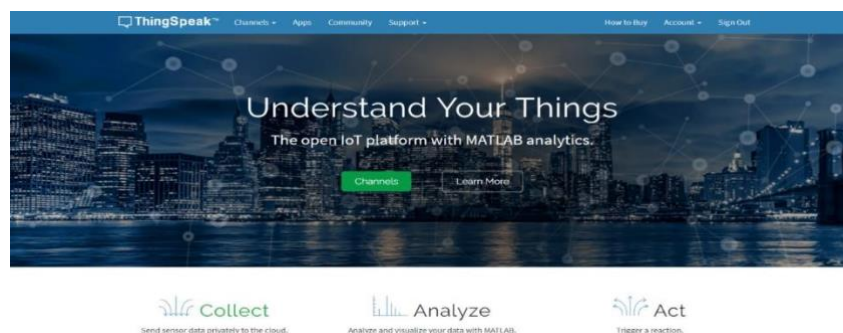 ThingSpeak™ Channels Apps Community Support How to Buy Account Sign Out
Understand Your Things
The open IoT platform with MATLAB analytics.
Channels Learn More
Collect Analyze Act
Send sensor data privately to the cloud. Analyze and visualize your data with MATLAB. Trigger a reaction.